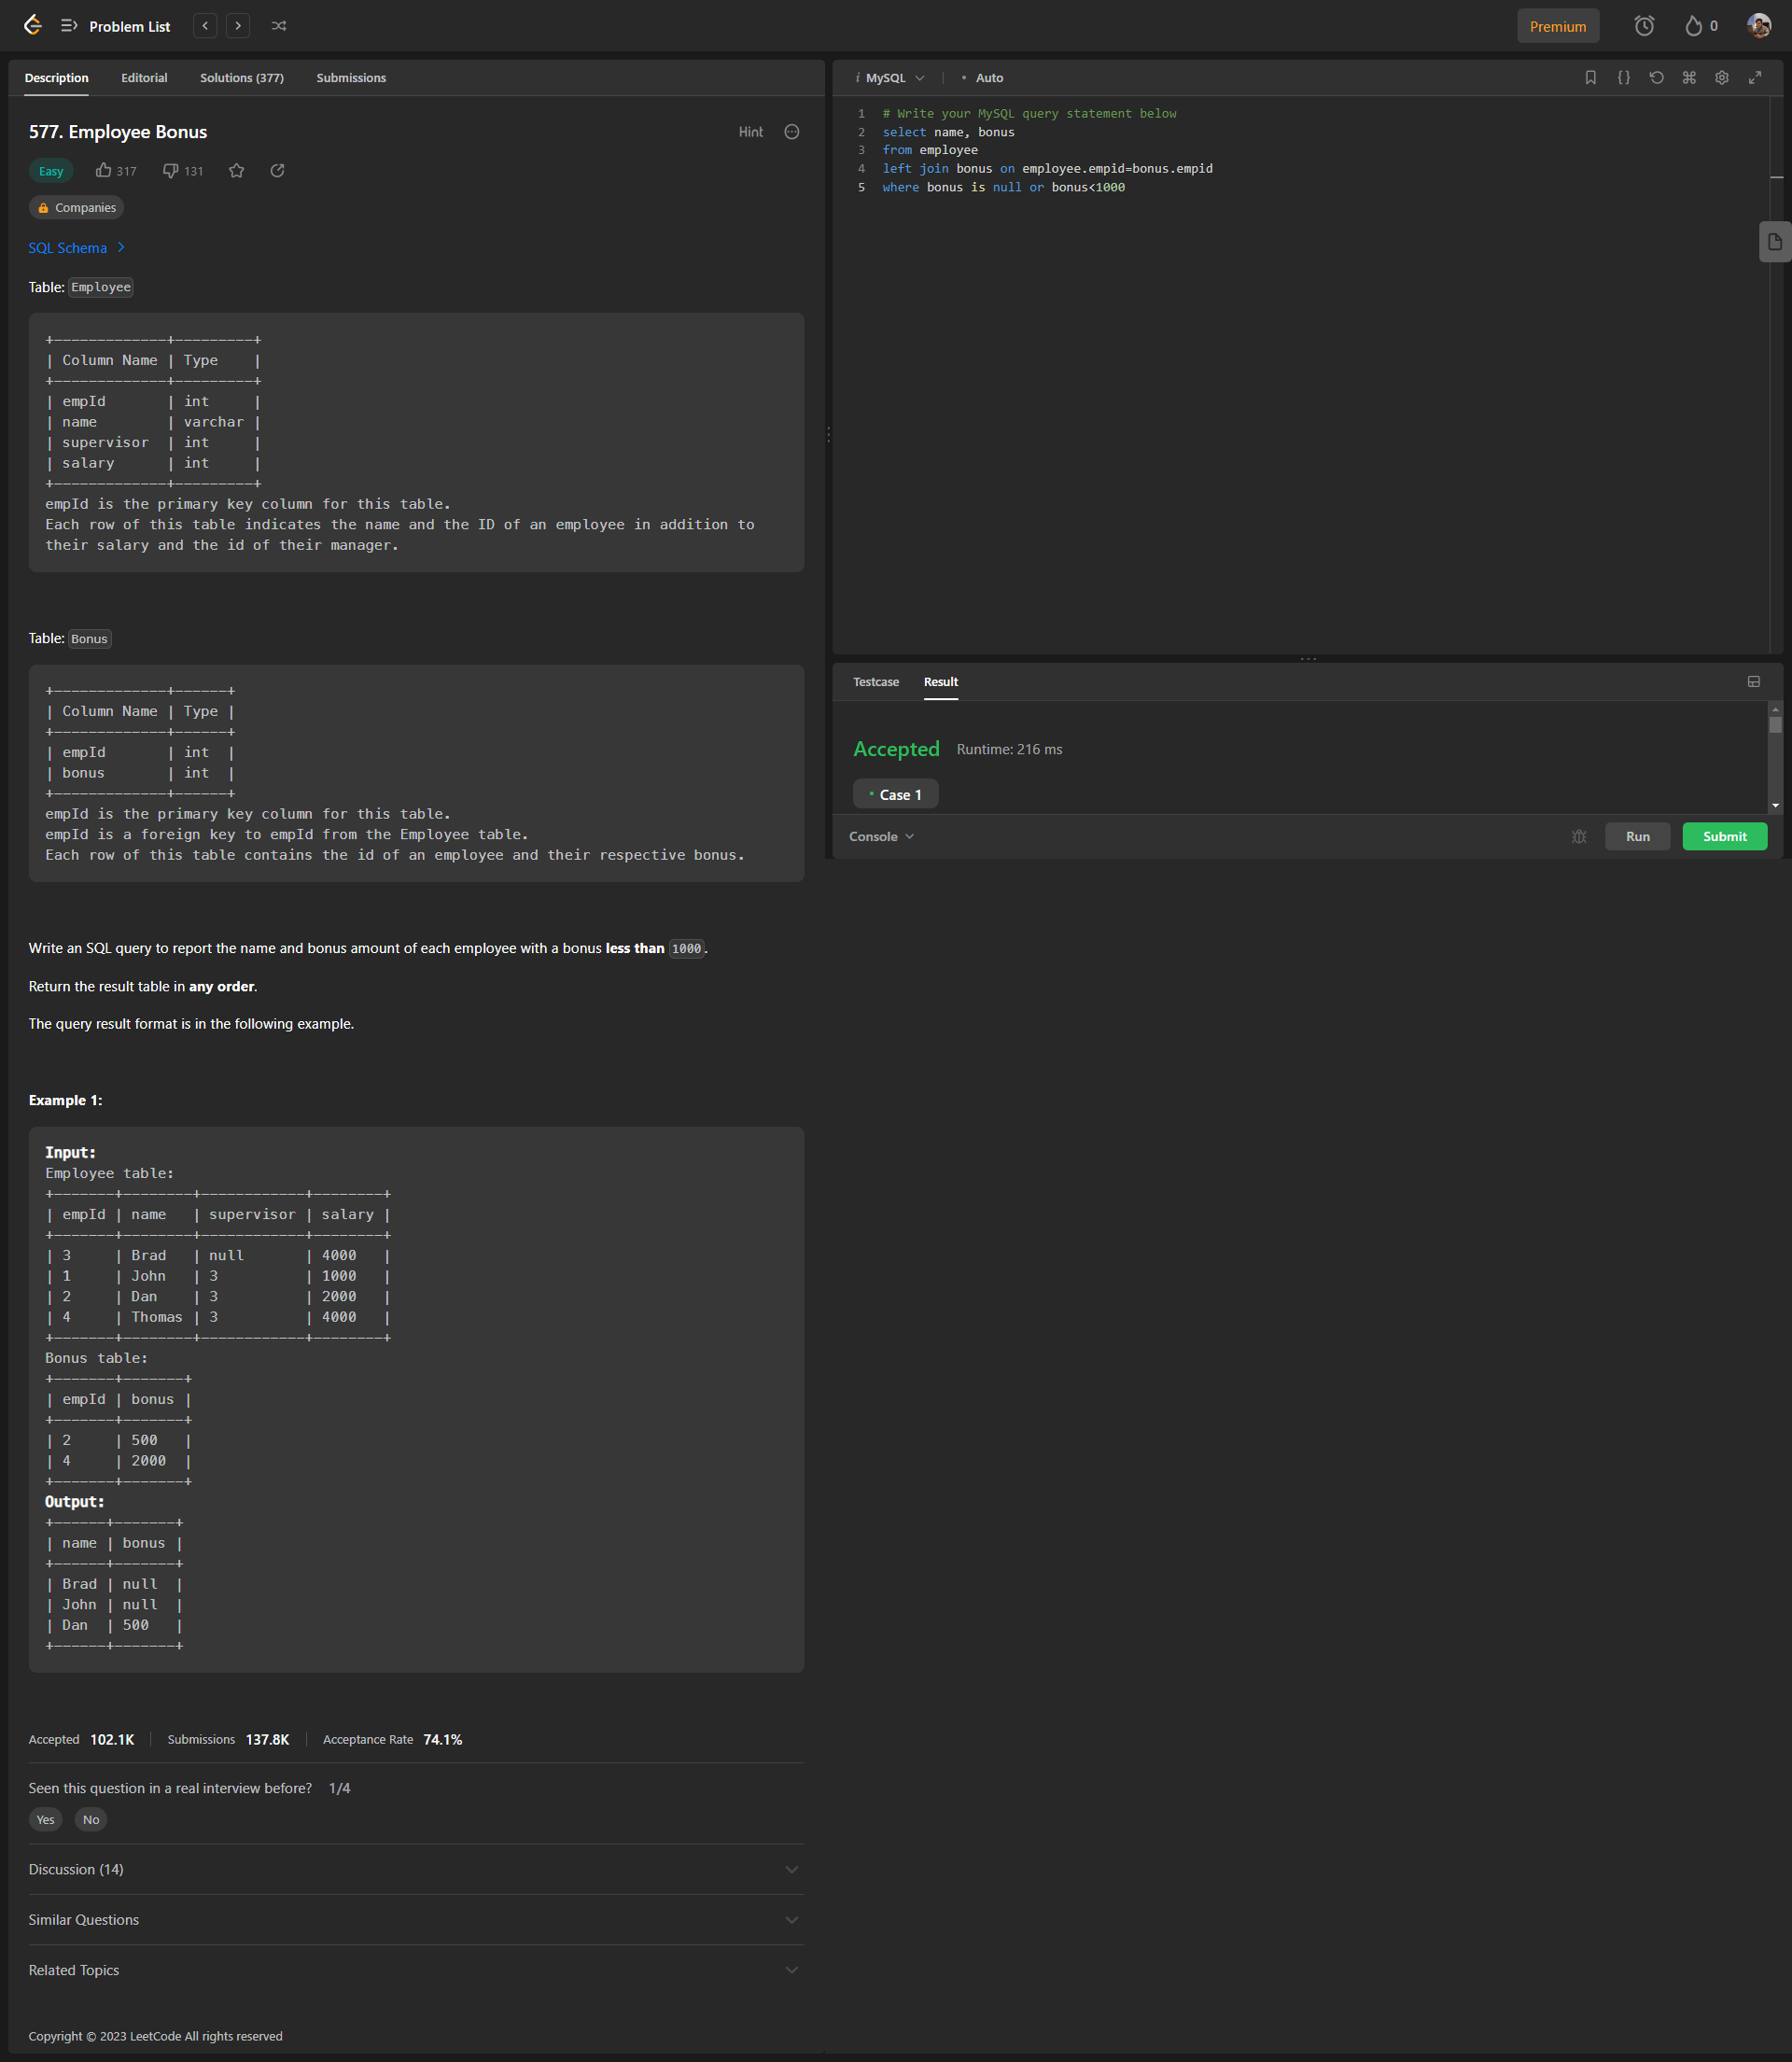 Problem List
Premium
0
Description Editorial Solutions (377) Submissions
577. Employee Bonus
Hint
Easy 317 131
Companies
SQL Schema
Table: Employee
+-------------+---------+
| Column Name | Type    |
+-------------+---------+
| empId       | int     |
| name        | varchar |
| supervisor  | int     |
| salary      | int     |
+-------------+---------+
empId is the primary key column for this table.
Each row of this table indicates the name and the ID of an employee in addition to
their salary and the id of their manager.
Table: Bonus
+-------------+------+
| Column Name | Type |
+-------------+------+
| empId       | int  |
| bonus       | int  |
+-------------+------+
empId is the primary key column for this table.
empId is a foreign key to empId from the Employee table.
Each row of this table contains the id of an employee and their respective bonus.
Write an SQL query to report the name and bonus amount of each employee with a bonus less than 1000.
Return the result table in any order.
The query result format is in the following example.
Example 1:
Input:
Employee table:
+-------+--------+------------+--------+
| empId | name   | supervisor | salary |
+-------+--------+------------+--------+
| 3     | Brad   | null       | 4000   |
| 1     | John   | 3          | 1000   |
| 2     | Dan    | 3          | 2000   |
| 4     | Thomas | 3          | 4000   |
+-------+--------+------------+--------+
Bonus table:
+-------+-------+
| empId | bonus |
+-------+-------+
| 2     | 500   |
| 4     | 2000  |
+-------+-------+
Output:
+------+-------+
| name | bonus |
+------+-------+
| Brad | null  |
| John | null  |
| Dan  | 500   |
+------+-------+
Accepted 102.1K Submissions 137.8K Acceptance Rate 74.1%
Seen this question in a real interview before? 1/4
Yes No
Discussion (14)
Similar Questions
Related Topics
Copyright © 2023 LeetCode All rights reserved
i MySQL • Auto
1 # Write your MySQL query statement below
2 select name, bonus
3 from employee
4 left join bonus on employee.empid=bonus.empid
5 where bonus is null or bonus<1000
Testcase Result
Accepted Runtime: 216 ms
• Case 1
Console Run Submit